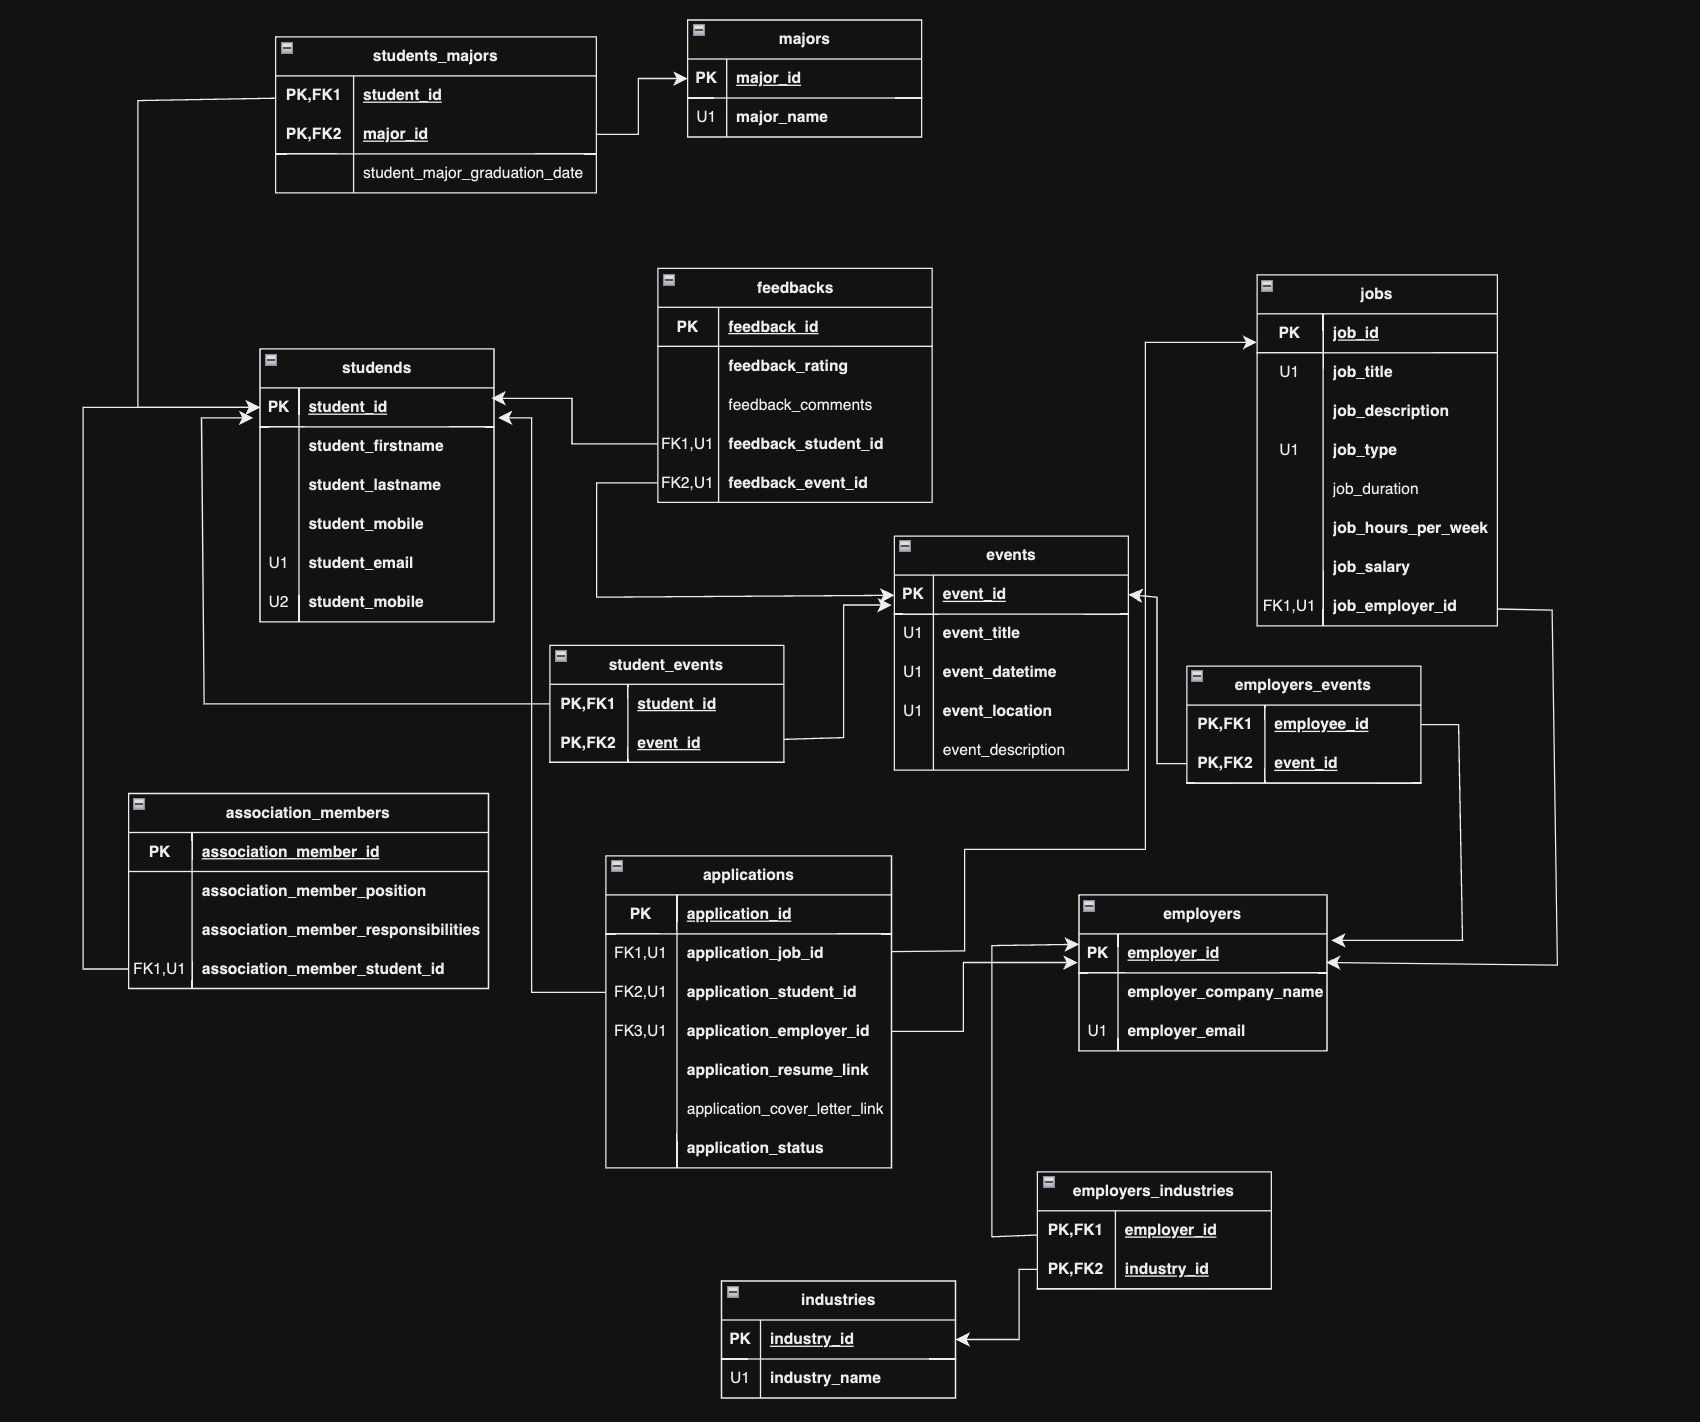 students_majors
PK,FK1 student_id
PK,FK2 major_id
student_major_graduation_date
majors
PK major_id
U1 major_name
feedbacks
PK feedback_id
feedback_rating
feedback_comments
FK1,U1 feedback_student_id
FK2,U1 feedback_event_id
jobs
PK job_id
U1 job_title
job_description
U1 job_type
job_duration
job_hours_per_week
job_salary
FK1,U1 job_employer_id
studends
PK student_id
student_firstname
student_lastname
student_mobile
U1 student_email
U2 student_mobile
events
PK event_id
U1 event_title
U1 event_datetime
U1 event_location
event_description
student_events
PK,FK1 student_id
PK,FK2 event_id
employers_events
PK,FK1 employee_id
PK,FK2 event_id
association_members
PK association_member_id
association_member_position
association_member_responsibilities
FK1,U1 association_member_student_id
applications
PK application_id
FK1,U1 application_job_id
FK2,U1 application_student_id
FK3,U1 application_employer_id
application_resume_link
application_cover_letter_link
application_status
employers
PK employer_id
employer_company_name
U1 employer_email
employers_industries
PK,FK1 employer_id
PK,FK2 industry_id
industries
PK industry_id
U1 industry_name